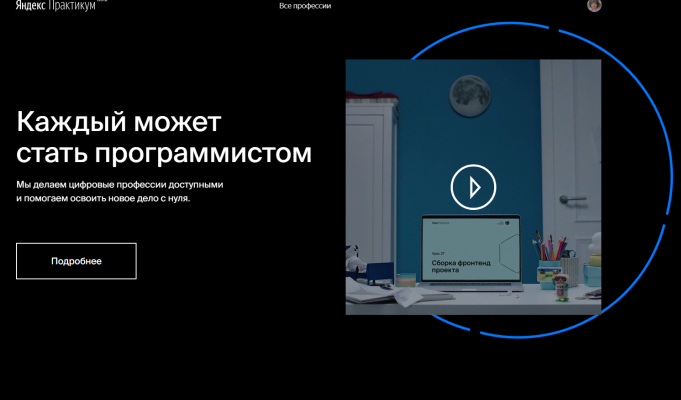 Яндекс Практикум
Все профессии
Каждый может
стать программистом
Мы делаем цифровые профессии доступными
и помогаем освоить новое дело с нуля.
Подробнее
Сборка фронтенд
проекта